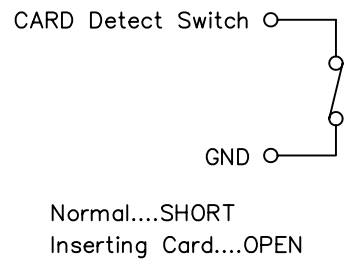 CARD Detect Switch
GND
Normal....SHORT
Inserting Card....OPEN